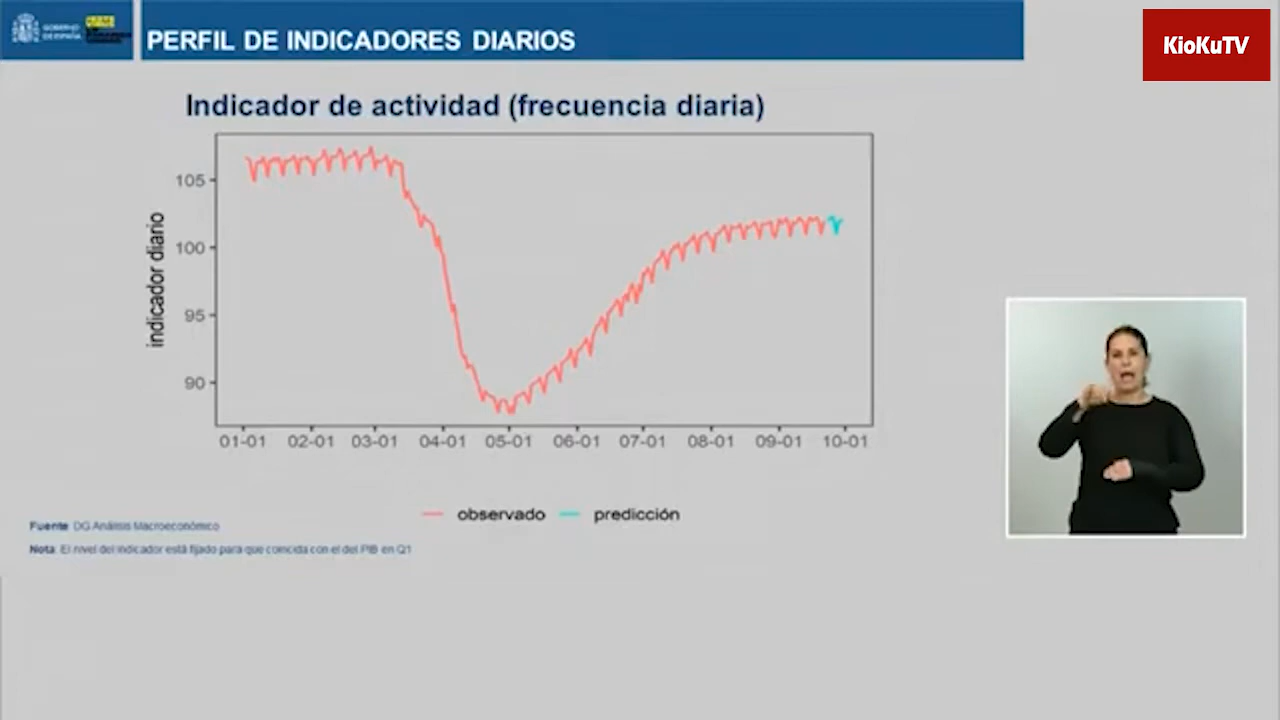 GOBIERNO
DE ESPAÑA
PERFIL DE INDICADORES DIARIOS
KioKuTV
Indicador de actividad (frecuencia diaria)
indicador diario
105
100
95
90
01-01 02-01 03-01 04-01 05-01 06-01 07-01 08-01 09-01 10-01
observado predicción
Fuente: DG Análisis Macroeconómico
Nota: El nivel del indicador está fijado para que coincida con el del PIB en Q1